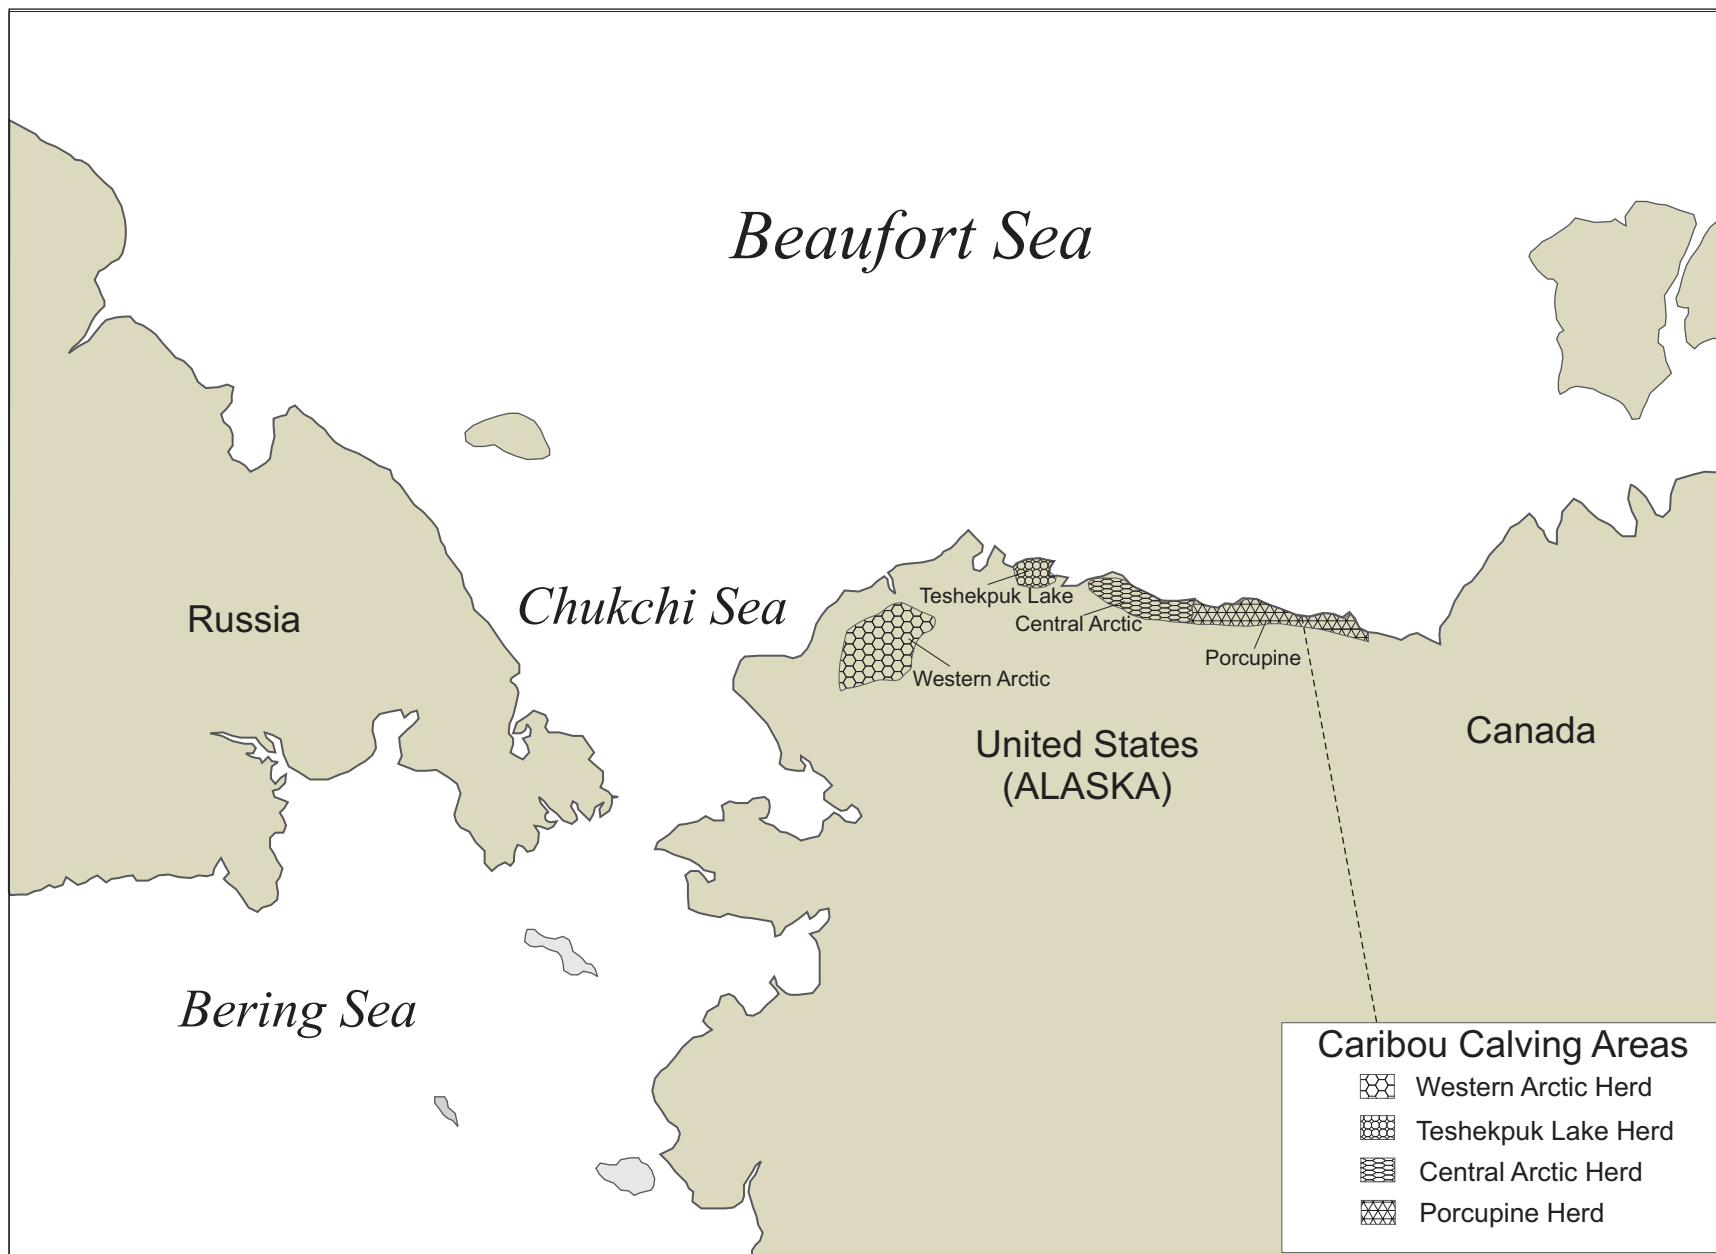 Beaufort Sea
Chukchi Sea
Russia
Teshekpuk Lake
Central Arctic
Porcupine
Western Arctic
United States
(ALASKA)
Canada
Bering Sea
Caribou Calving Areas
Western Arctic Herd
Teshekpuk Lake Herd
Central Arctic Herd
Porcupine Herd